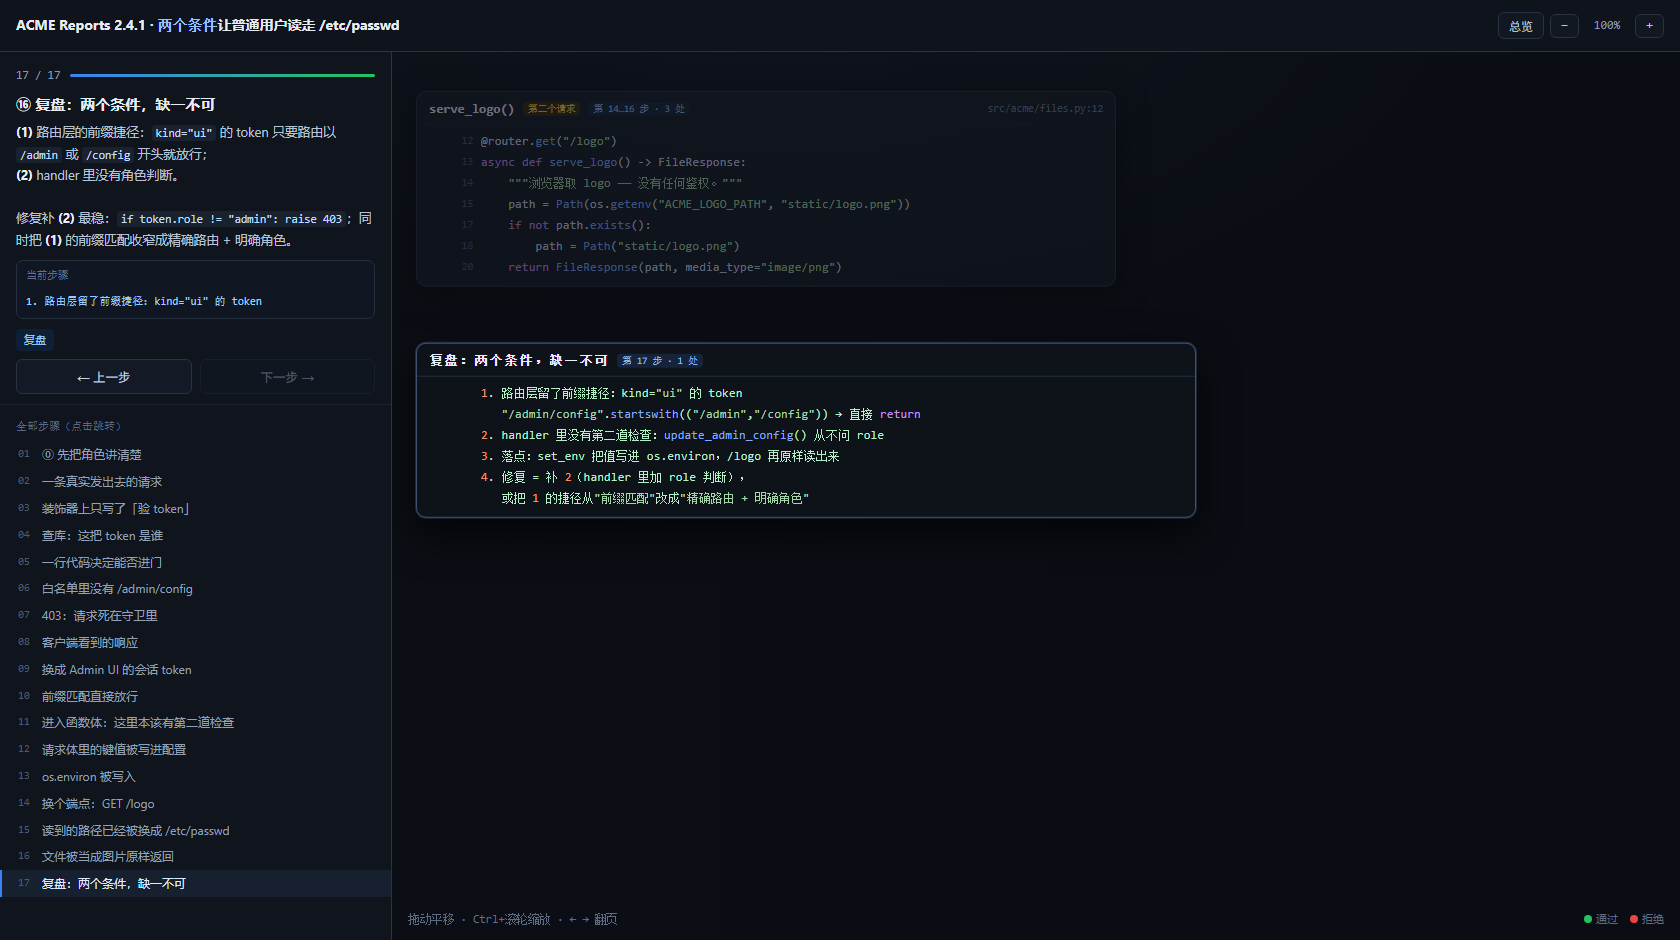 ACME Reports 2.4.1 · 两个条件让普通用户读走 /etc/passwd
总览
−
100%
+
17 / 17
⑯ 复盘：两个条件，缺一不可
(1) 路由层的前缀捷径：kind="ui" 的 token 只要路由以
/admin 或 /config 开头就放行；
(2) handler 里没有角色判断。
修复补 (2) 最稳：if token.role != "admin": raise 403；同
时把 (1) 的前缀匹配收窄成精确路由 + 明确角色。
当前步骤
1. 路由层留了前缀捷径：kind="ui" 的 token
复盘
← 上一步
下一步 →
全部步骤（点击跳转）
01 ⓪ 先把角色讲清楚
02 一条真实发出去的请求
03 装饰器上只写了「验 token」
04 查库：这把 token 是谁
05 一行代码决定能否进门
06 白名单里没有 /admin/config
07 403：请求死在守卫里
08 客户端看到的响应
09 换成 Admin UI 的会话 token
10 前缀匹配直接放行
11 进入函数体：这里本该有第二道检查
12 请求体里的键值被写进配置
13 os.environ 被写入
14 换个端点：GET /logo
15 读到的路径已经被换成 /etc/passwd
16 文件被当成图片原样返回
17 复盘：两个条件，缺一不可
serve_logo() 第二个请求 第 14…16 步 · 3 处 src/acme/files.py:12
12 @router.get("/logo")
13 async def serve_logo() -> FileResponse:
14 """浏览器取 logo —— 没有任何鉴权。"""
15 path = Path(os.getenv("ACME_LOGO_PATH", "static/logo.png"))
17 if not path.exists():
18 path = Path("static/logo.png")
20 return FileResponse(path, media_type="image/png")
复盘：两个条件，缺一不可 第 17 步 · 1 处
1. 路由层留了前缀捷径：kind="ui" 的 token
"/admin/config".startswith(("/admin","/config")) → 直接 return
2. handler 里没有第二道检查：update_admin_config() 从不问 role
3. 落点：set_env 把值写进 os.environ，/logo 再原样读出来
4. 修复 = 补 2（handler 里加 role 判断），
或把 1 的捷径从"前缀匹配"改成"精确路由 + 明确角色"
拖动平移 · Ctrl+滚轮缩放 · ← → 翻页
通过
拒绝